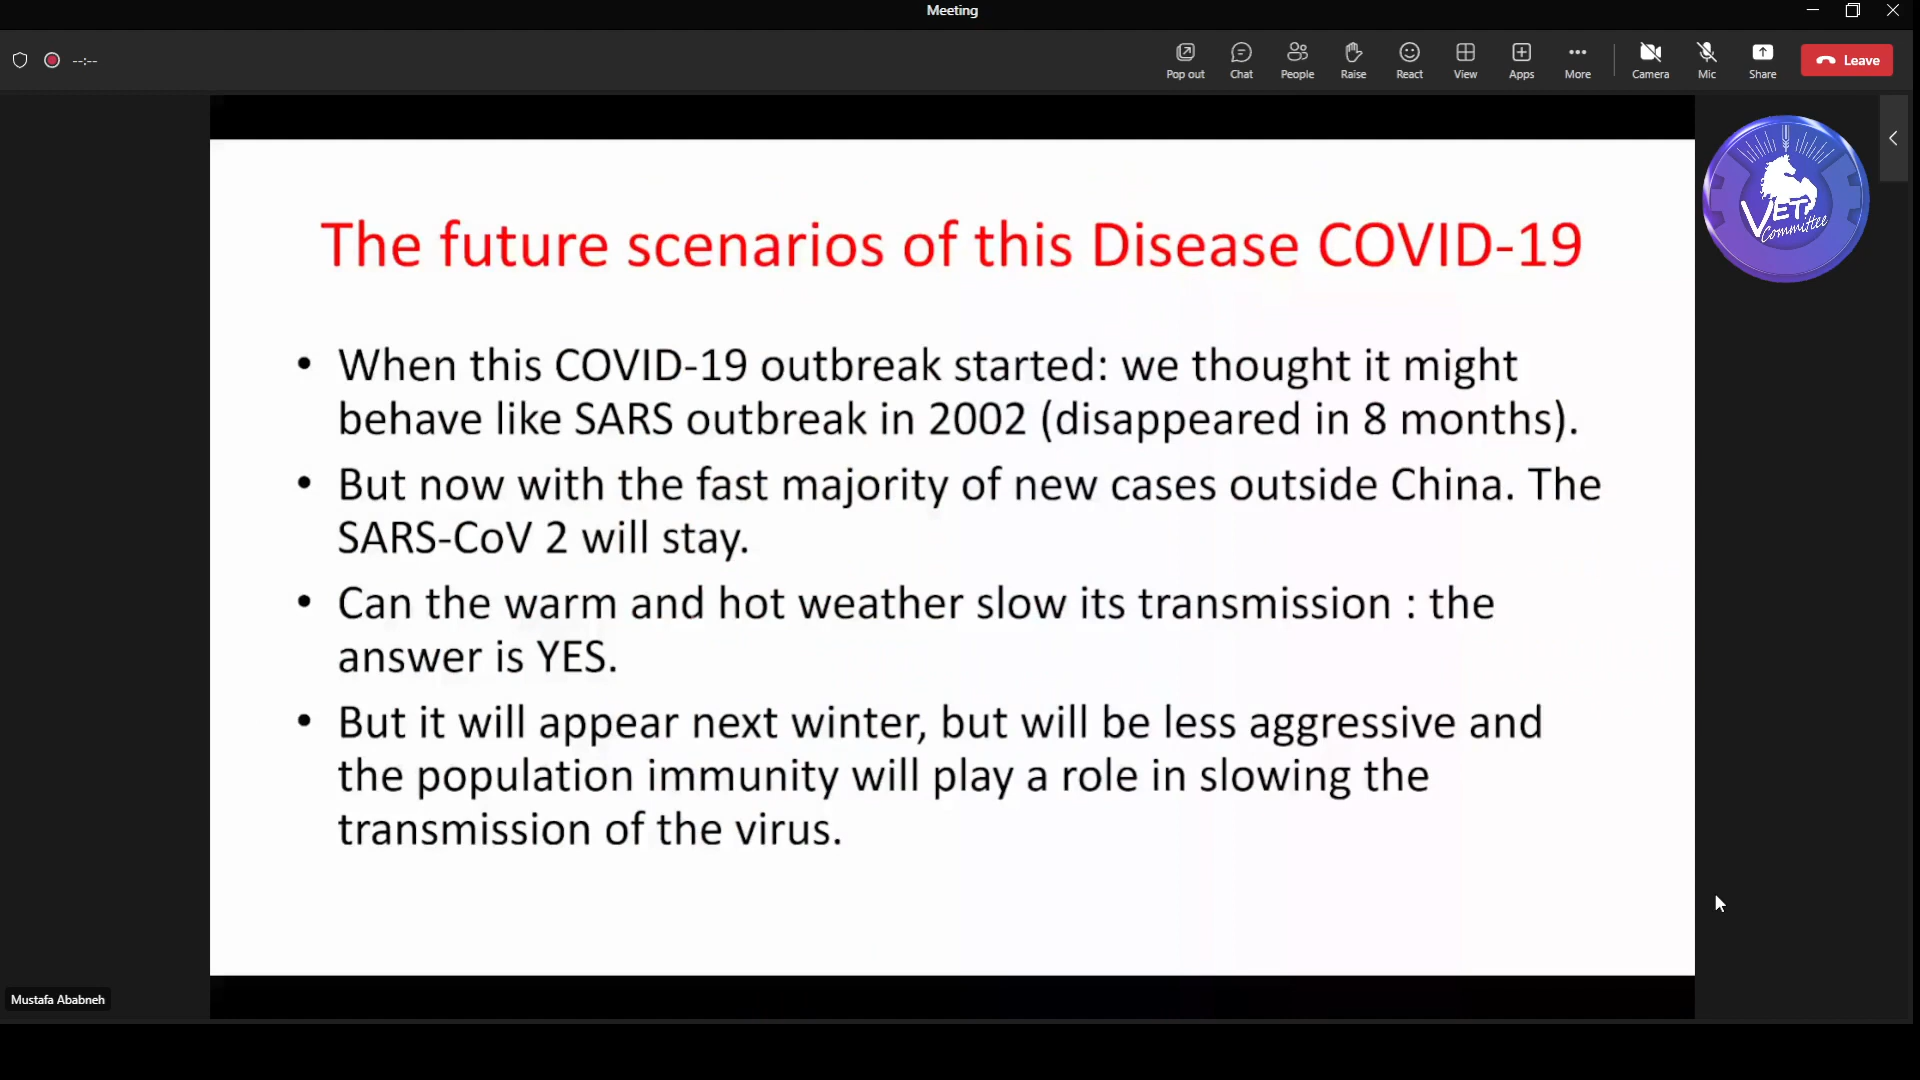 Meeting
--:--
Pop out
Chat
People
Raise
React
View
Apps
More
Camera
Mic
Share
Leave
VET
Committee
The future scenarios of this Disease COVID-19
• When this COVID-19 outbreak started: we thought it might
behave like SARS outbreak in 2002 (disappeared in 8 months).
• But now with the fast majority of new cases outside China. The
SARS-CoV 2 will stay.
• Can the warm and hot weather slow its transmission : the
answer is YES.
• But it will appear next winter, but will be less aggressive and
the population immunity will play a role in slowing the
transmission of the virus.
Mustafa Ababneh